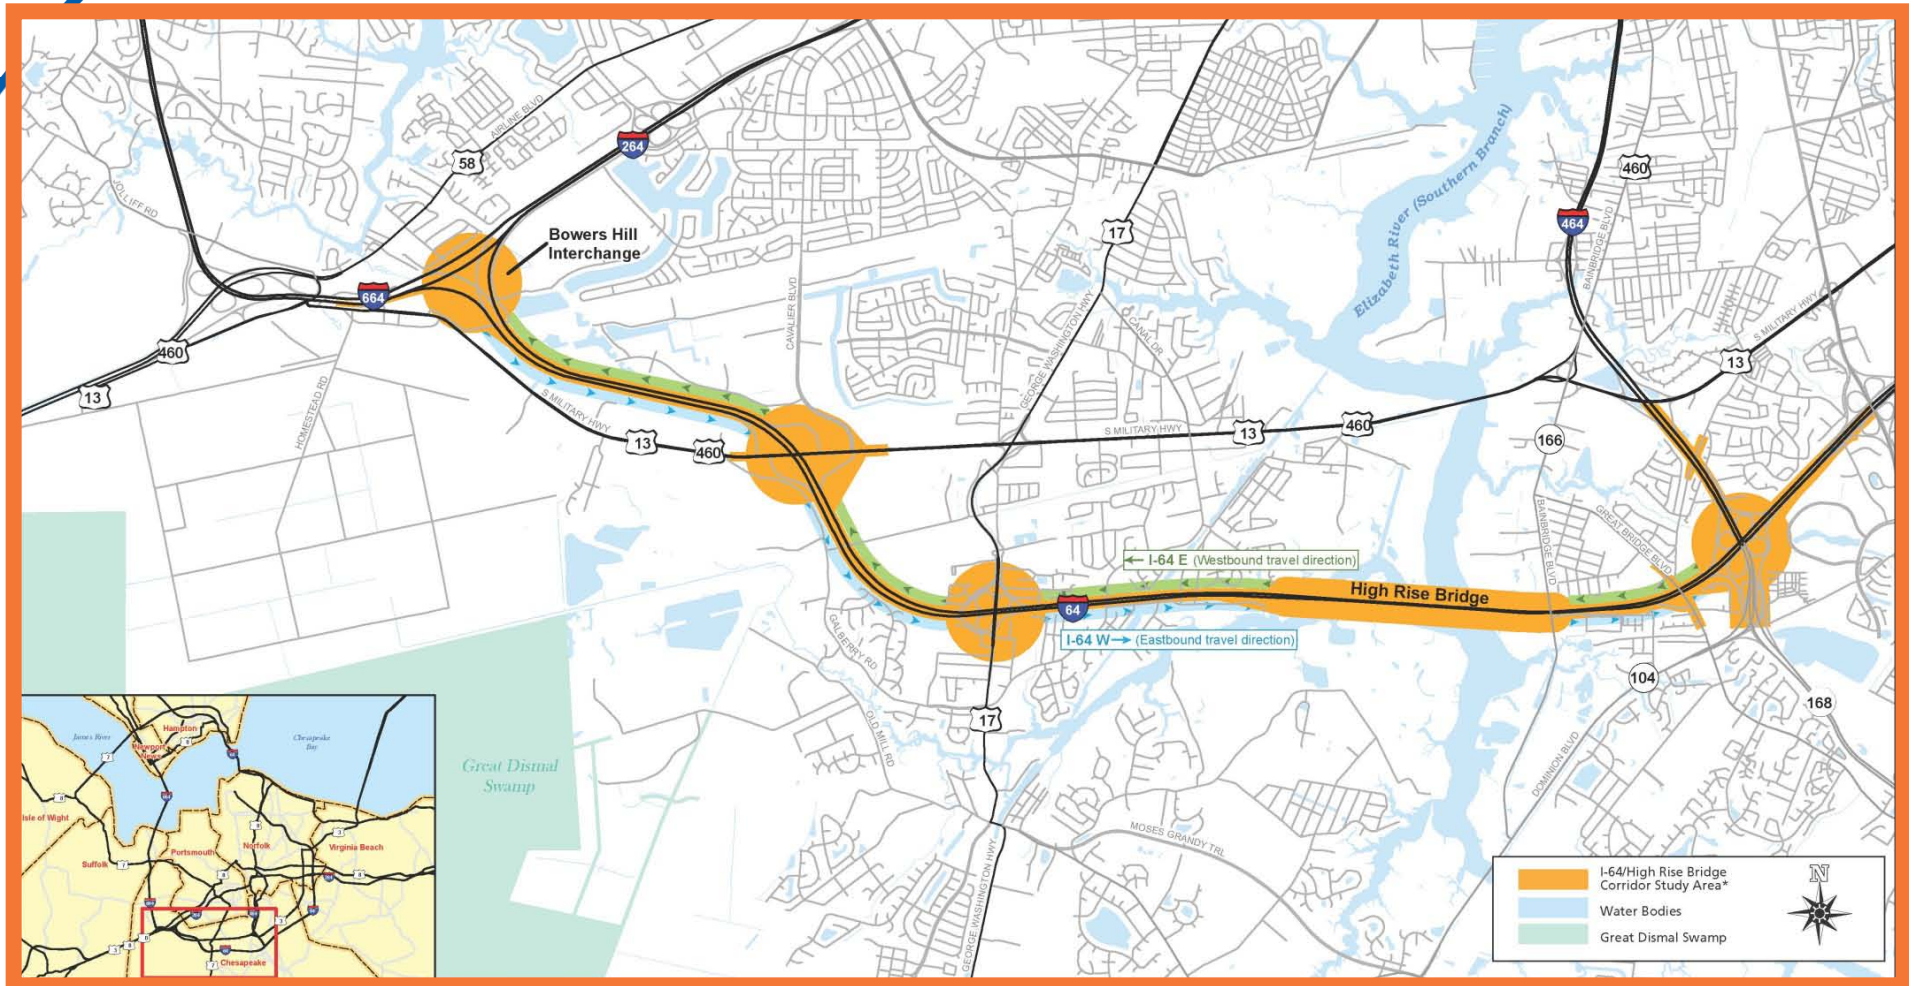 AIRLINE BLVD
58
264
JOLLIFF RD
Bowers Hill
Interchange
664
460
13
HOMESTEAD RD
S MILITARY HWY
13
460
CAVALIER BLVD
17
GEORGE WASHINGTON HWY
CANAL DR
Elizabeth River (Southern Branch)
460
464
BAINBRIDGE BLVD
S MILITARY HWY
13
S MILITARY HWY
13
460
166
BAINBRIDGE BLVD
GREAT BRIDGE BLVD
I-64 E (Westbound travel direction)
High Rise Bridge
64
I-64 W (Eastbound travel direction)
GALBERRY RD
OLD MILL RD
17
104
168
DOMINION BLVD
MOSES GRANDY TRL
GEORGE WASHINGTON HWY
Great Dismal
Swamp
James River
Hampton
Newport
News
Chesapeake
Bay
Isle of Wight
Suffolk
Portsmouth
Norfolk
Virginia Beach
Chesapeake
I-64/High Rise Bridge
Corridor Study Area*
Water Bodies
Great Dismal Swamp
N